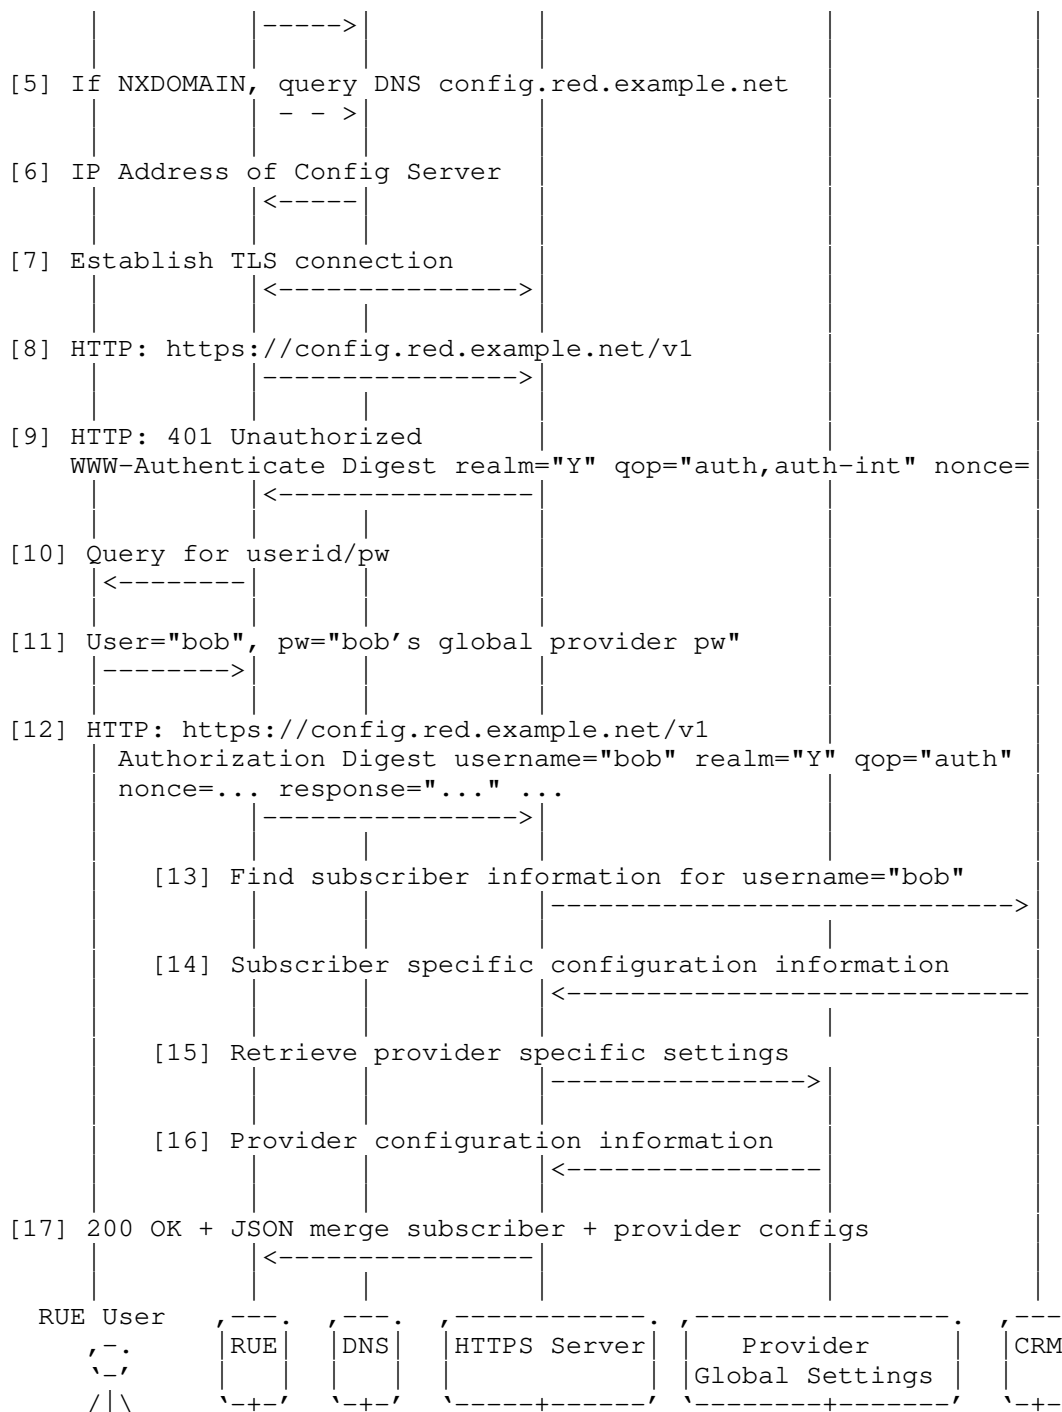 [5] If NXDOMAIN, query DNS config.red.example.net
[6] IP Address of Config Server
[7] Establish TLS connection
[8] HTTP: https://config.red.example.net/v1
[9] HTTP: 401 Unauthorized
WWW-Authenticate Digest realm="Y" qop="auth,auth-int" nonce=
[10] Query for userid/pw
[11] User="bob", pw="bob's global provider pw"
[12] HTTP: https://config.red.example.net/v1
Authorization Digest username="bob" realm="Y" qop="auth"
nonce=... response="..." ...
[13] Find subscriber information for username="bob"
[14] Subscriber specific configuration information
[15] Retrieve provider specific settings
[16] Provider configuration information
[17] 200 OK + JSON merge subscriber + provider configs
RUE User
RUE DNS HTTPS Server Provider CRM
Global Settings